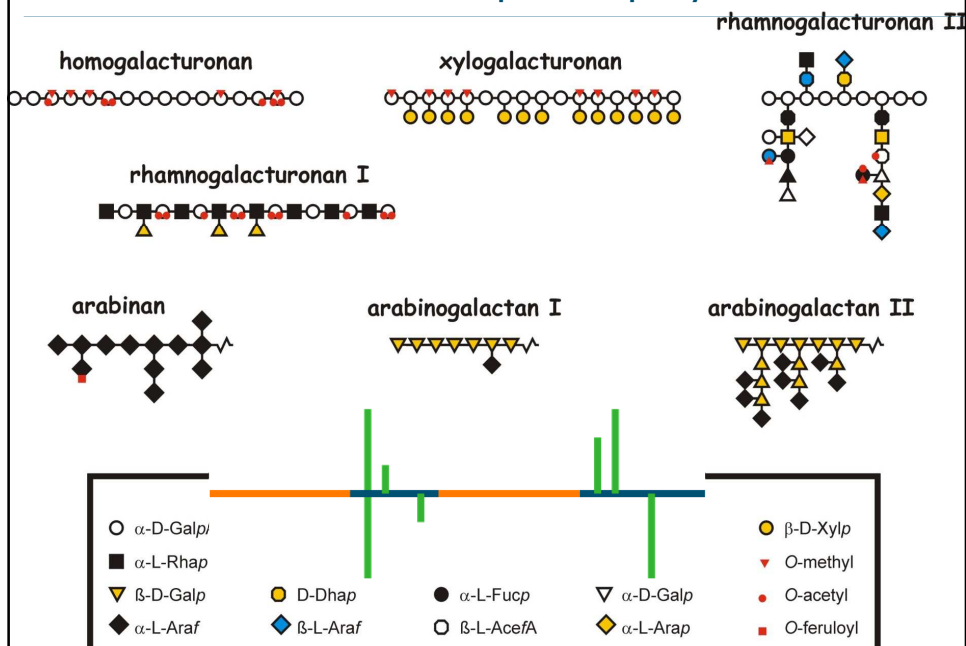 rhamnogalacturonan II
homogalacturonan
xylogalacturonan
rhamnogalacturonan I
arabinan
arabinogalactan I
arabinogalactan II
α-D-Galp
β-D-Xylp
α-L-Rhap
O-methyl
ß-D-Galp
D-Dhap
α-L-Fucp
α-D-Galp
O-acetyl
α-L-Araf
ß-L-Araf
ß-L-AcefA
α-L-Arap
O-feruloyl